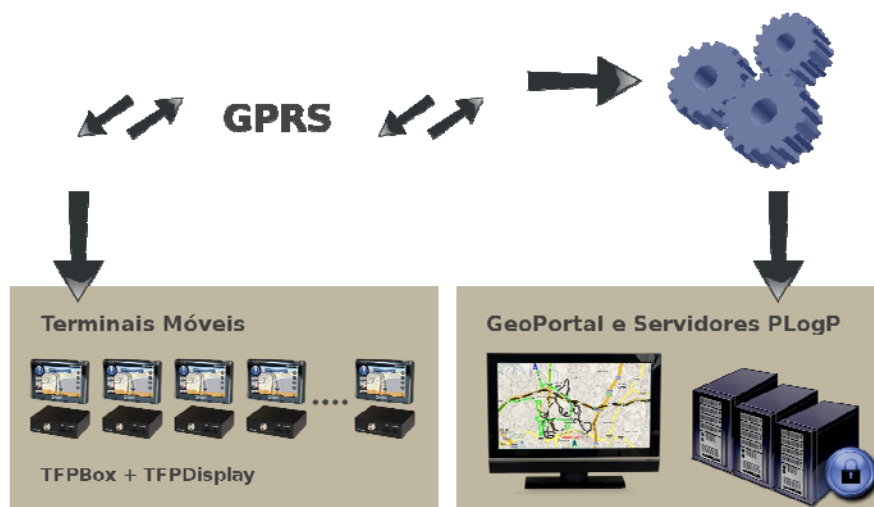 GPRS
Terminais Móveis
TFPBox + TFPDisplay
GeoPortal e Servidores PLogP